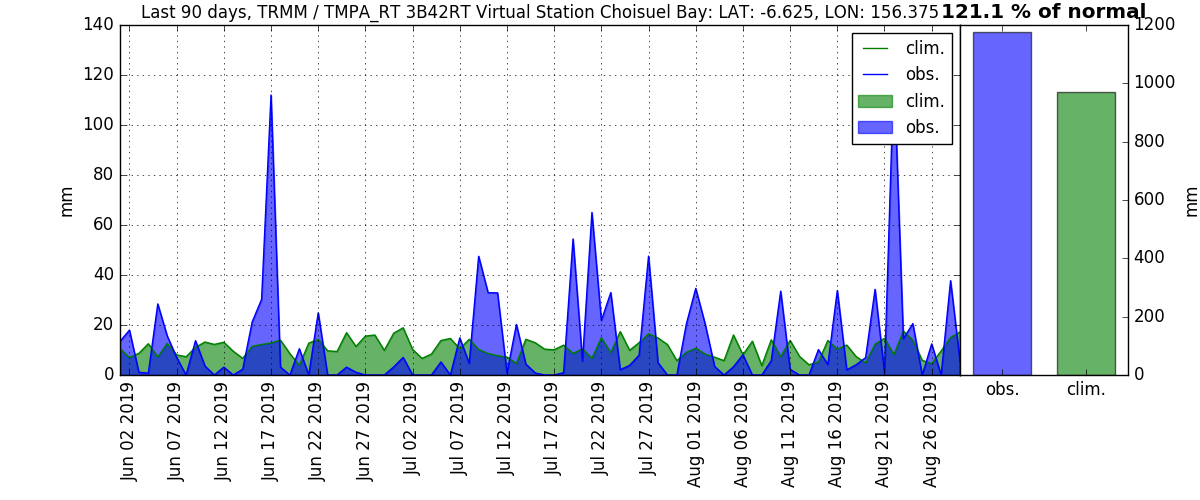 Last 90 days, TRMM / TMPA_RT 3B42RT Virtual Station Choisuel Bay: LAT: -6.625, LON: 156.375
121.1 % of normal
140
120
100
80
60
40
20
0
mm
clim.
obs.
clim.
obs.
Jun 02 2019
Jun 07 2019
Jun 12 2019
Jun 17 2019
Jun 22 2019
Jun 27 2019
Jul 02 2019
Jul 07 2019
Jul 12 2019
Jul 17 2019
Jul 22 2019
Jul 27 2019
Aug 01 2019
Aug 06 2019
Aug 11 2019
Aug 16 2019
Aug 21 2019
Aug 26 2019
1200
1000
800
600
400
200
0
mm
obs.
clim.